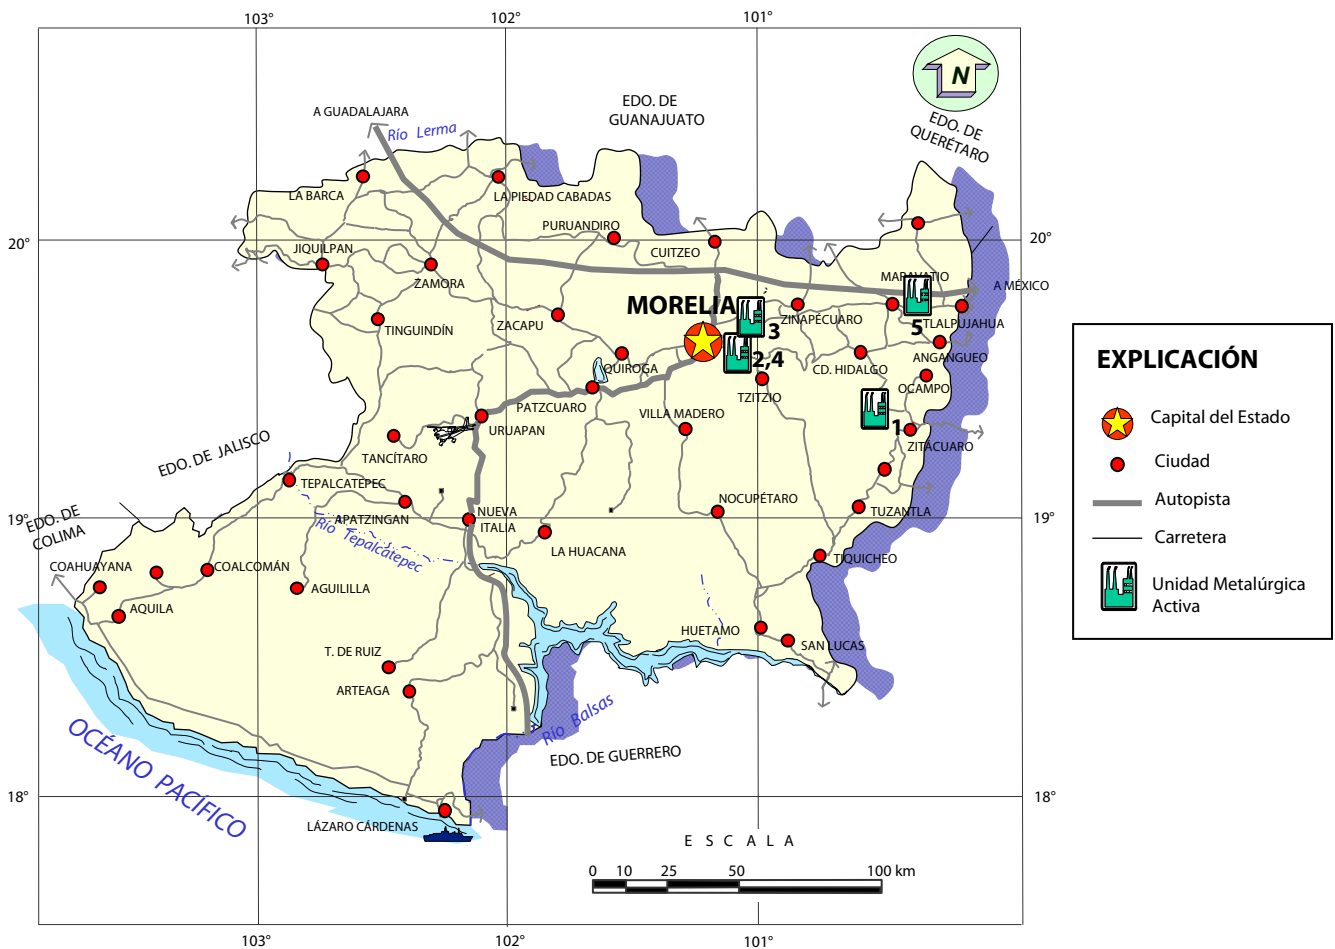 103°
102°
101°
A GUADALAJARA
Río Lerma
EDO. DE
GUANAJUATO
N
EDO. DE
QUERÉTARO
LA BARCA
LA PIEDAD CABADAS
PURUANDIRO
CUITZEO
20°
20°
JIQUILPAN
ZAMORA
MARAVATIO
A MÉXICO
MORELIA
TINGUINDÍN
ZACAPU
3
ZINAPÉCUARO
5
TLALPUJAHUA
QUIROGA
2,4
CD. HIDALGO
ANGANGUEO
OCAMPO
TZITZIO
PATZCUARO
VILLA MADERO
1
ZITÁCUARO
URUAPAN
TANCÍTARO
EDO. DE JALISCO
TEPALCATEPEC
APATZINGAN
NUEVA
ITALIA
NOCUPÉTARO
TUZANTLA
19°
19°
EDO. DE
COLIMA
Río Tepalcatepec
LA HUACANA
TIQUICHEO
COAHUAYANA
COALCOMÁN
AGUILILLA
AQUILA
HUETAMO
SAN LUCAS
T. DE RUIZ
ARTEAGA
Río Balsas
EDO. DE GUERRERO
OCÉANO PACÍFICO
18°
18°
LÁZARO CÁRDENAS
E S C A L A
0 10 25 50 100 km
103°
102°
101°
EXPLICACIÓN
Capital del Estado
Ciudad
Autopista
Carretera
Unidad Metalúrgica
Activa